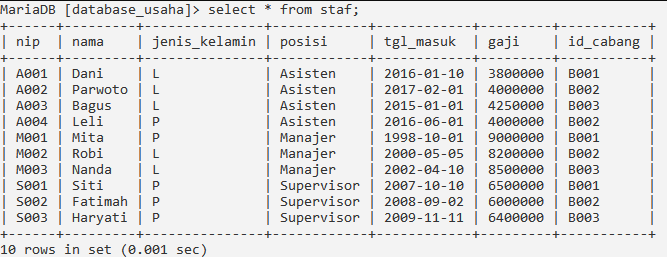 MariaDB [database_usaha]> select * from staf;
+------+---------+---------------+------------+------------+---------+-----------+
| nip  | nama    | jenis_kelamin | posisi     | tgl_masuk  | gaji    | id_cabang |
+------+---------+---------------+------------+------------+---------+-----------+
| A001 | Dani    | L             | Asisten    | 2016-01-10 | 3800000 | B001      |
| A002 | Parwoto | L             | Asisten    | 2017-02-01 | 4000000 | B002      |
| A003 | Bagus   | L             | Asisten    | 2015-01-01 | 4250000 | B003      |
| A004 | Leli    | P             | Asisten    | 2016-06-01 | 4000000 | B002      |
| M001 | Mita    | P             | Manajer    | 1998-10-01 | 9000000 | B001      |
| M002 | Robi    | L             | Manajer    | 2000-05-05 | 8200000 | B002      |
| M003 | Nanda   | L             | Manajer    | 2002-04-10 | 8500000 | B003      |
| S001 | Siti    | P             | Supervisor | 2007-10-10 | 6500000 | B001      |
| S002 | Fatimah | P             | Supervisor | 2008-09-02 | 6000000 | B002      |
| S003 | Haryati | P             | Supervisor | 2009-11-11 | 6400000 | B003      |
+------+---------+---------------+------------+------------+---------+-----------+
10 rows in set (0.001 sec)